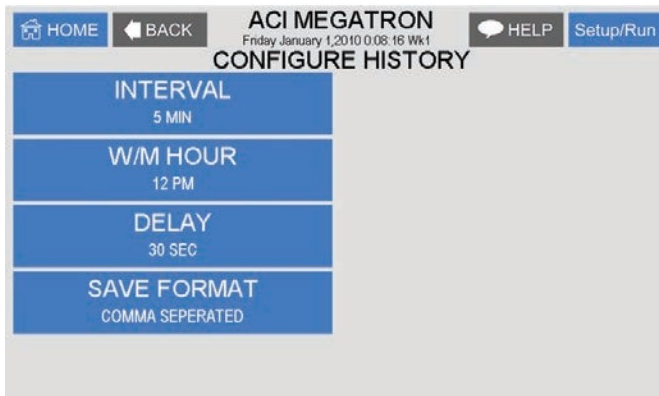 HOME
BACK
ACI MEGATRON
Friday January 1,2010 0:08:16 Wk1
HELP
Setup/Run
CONFIGURE HISTORY
INTERVAL
5 MIN
W/M HOUR
12 PM
DELAY
30 SEC
SAVE FORMAT
COMMA SEPERATED